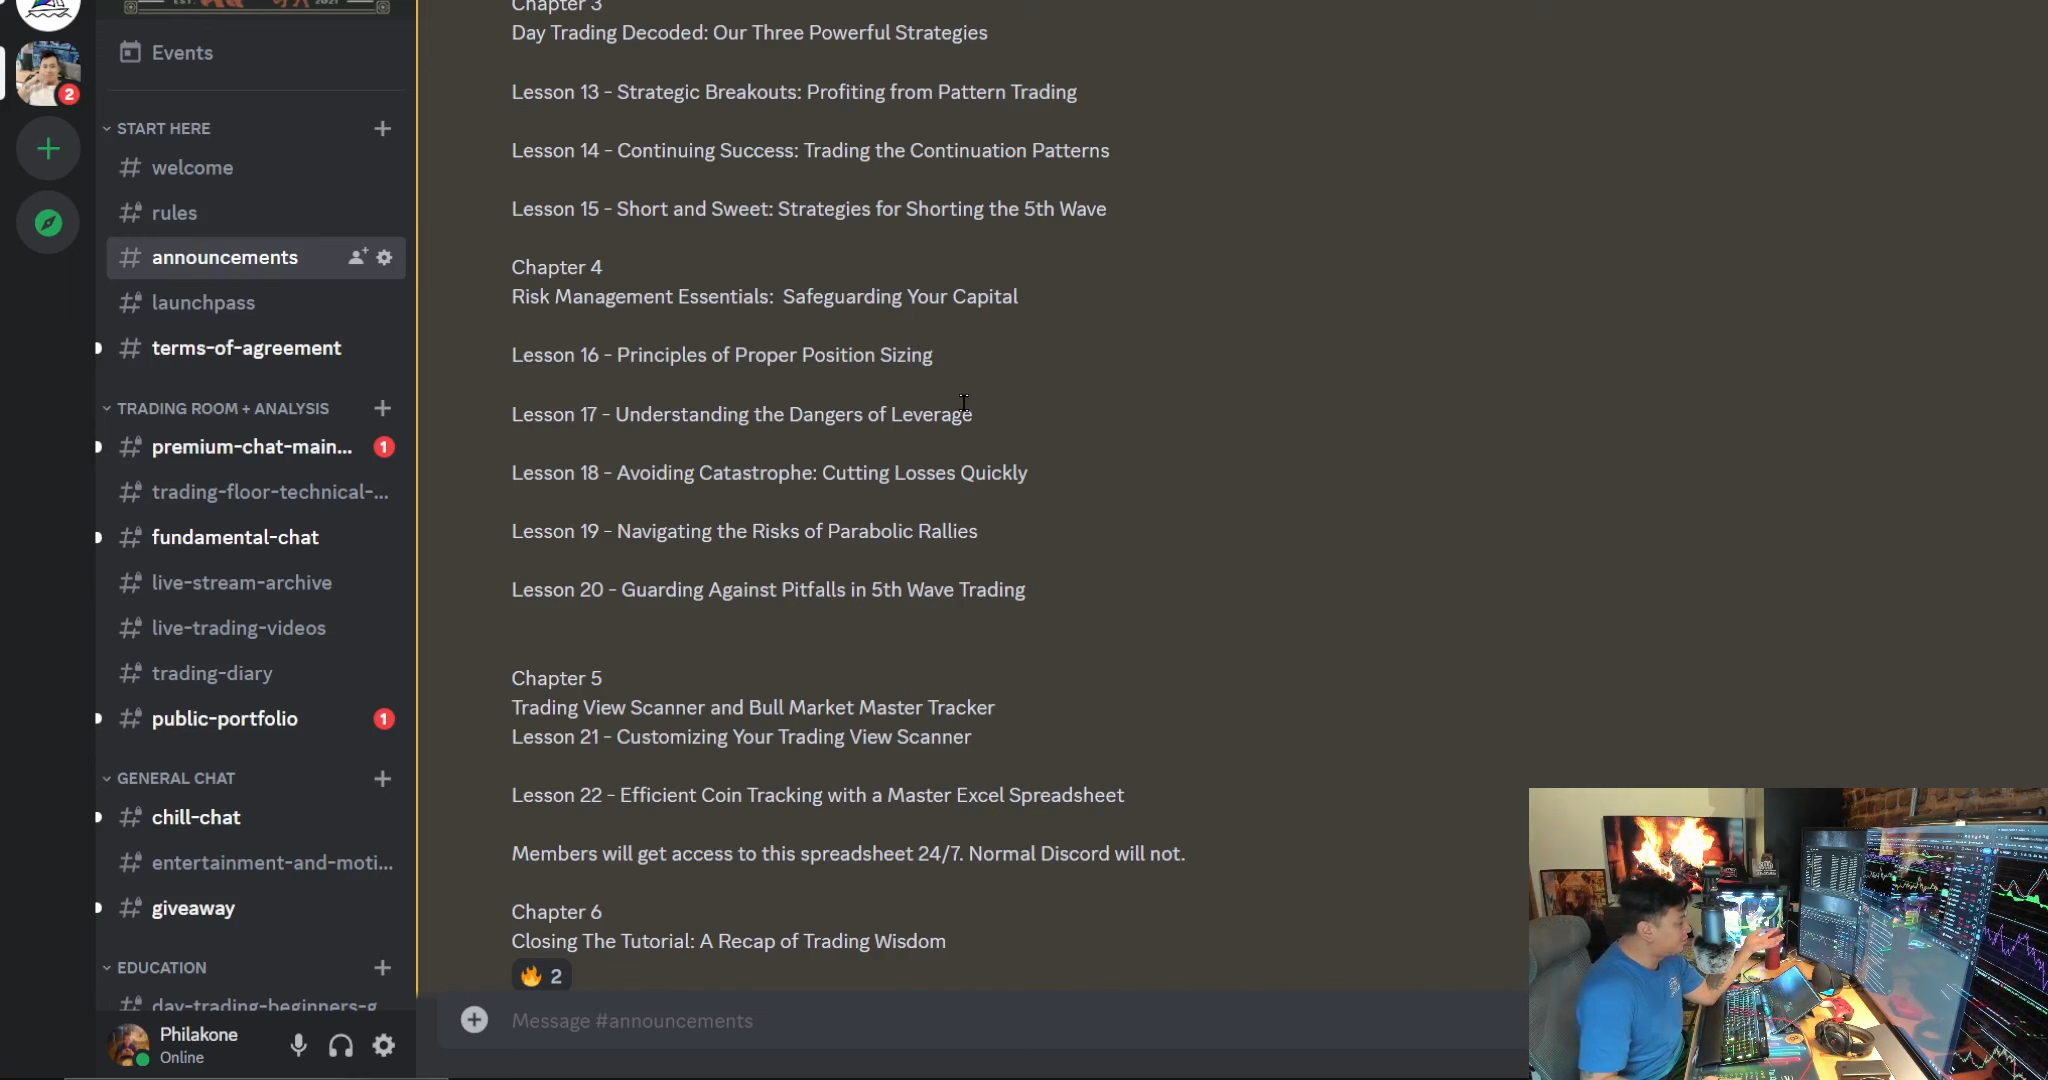 EST.
2021
2
Events
START HERE
welcome
rules
announcements
launchpass
terms-of-agreement
TRADING ROOM + ANALYSIS
premium-chat-main...
1
trading-floor-technical-...
fundamental-chat
live-stream-archive
live-trading-videos
trading-diary
public-portfolio
1
GENERAL CHAT
chill-chat
entertainment-and-moti...
giveaway
EDUCATION
day-trading-beginners-g
Philakone
Online
Chapter 3
Day Trading Decoded: Our Three Powerful Strategies
Lesson 13 - Strategic Breakouts: Profiting from Pattern Trading
Lesson 14 - Continuing Success: Trading the Continuation Patterns
Lesson 15 - Short and Sweet: Strategies for Shorting the 5th Wave
Chapter 4
Risk Management Essentials:  Safeguarding Your Capital
Lesson 16 - Principles of Proper Position Sizing
Lesson 17 - Understanding the Dangers of Leverage
Lesson 18 - Avoiding Catastrophe: Cutting Losses Quickly
Lesson 19 - Navigating the Risks of Parabolic Rallies
Lesson 20 - Guarding Against Pitfalls in 5th Wave Trading
Chapter 5
Trading View Scanner and Bull Market Master Tracker
Lesson 21 - Customizing Your Trading View Scanner
Lesson 22 - Efficient Coin Tracking with a Master Excel Spreadsheet
Members will get access to this spreadsheet 24/7. Normal Discord will not.
Chapter 6
Closing The Tutorial: A Recap of Trading Wisdom
🔥 2
Message #announcements